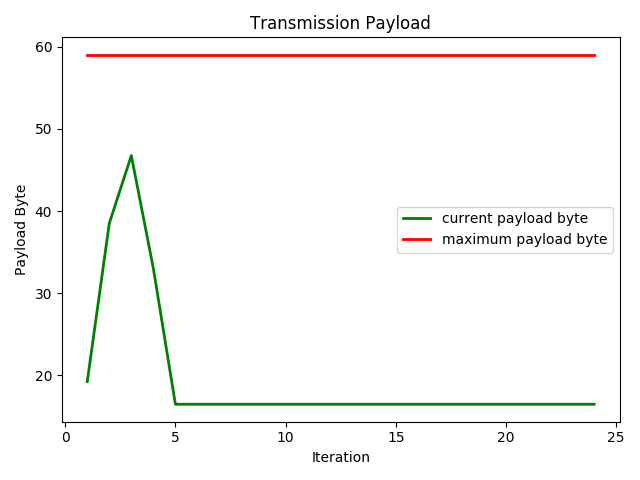 Transmission Payload
60
50
40
30
20
Payload Byte
current payload byte
maximum payload byte
0
5
10
15
20
25
Iteration